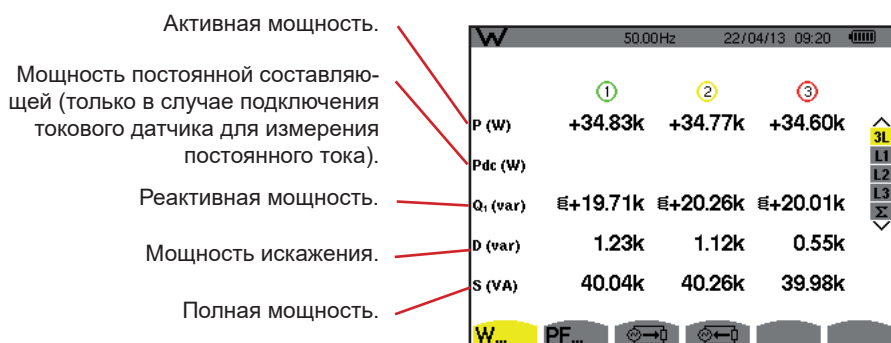 Активная мощность.
Мощность постоянной составляю-
щей (только в случае подключения
токового датчика для измерения
постоянного тока).
Реактивная мощность.
Мощность искажения.
Полная мощность.
W 50.00Hz 22/04/13 09:20
1 2 3
P (W) +34.83k +34.77k +34.60k
Pdc (W)
Q₁ (var) +19.71k +20.26k +20.01k
D (var) 1.23k 1.12k 0.55k
S (VA) 40.04k 40.26k 39.98k
3L
L1
L2
L3
Σ
W... PF...